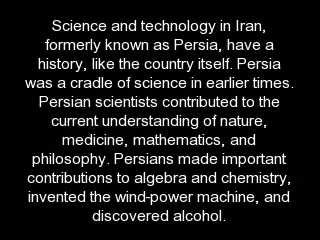 Science and technology in Iran,
formerly known as Persia, have a
history, like the country itself. Persia
was a cradle of science in earlier times.
Persian scientists contributed to the
current understanding of nature,
medicine, mathematics, and
philosophy. Persians made important
contributions to algebra and chemistry,
invented the wind-power machine, and
discovered alcohol.